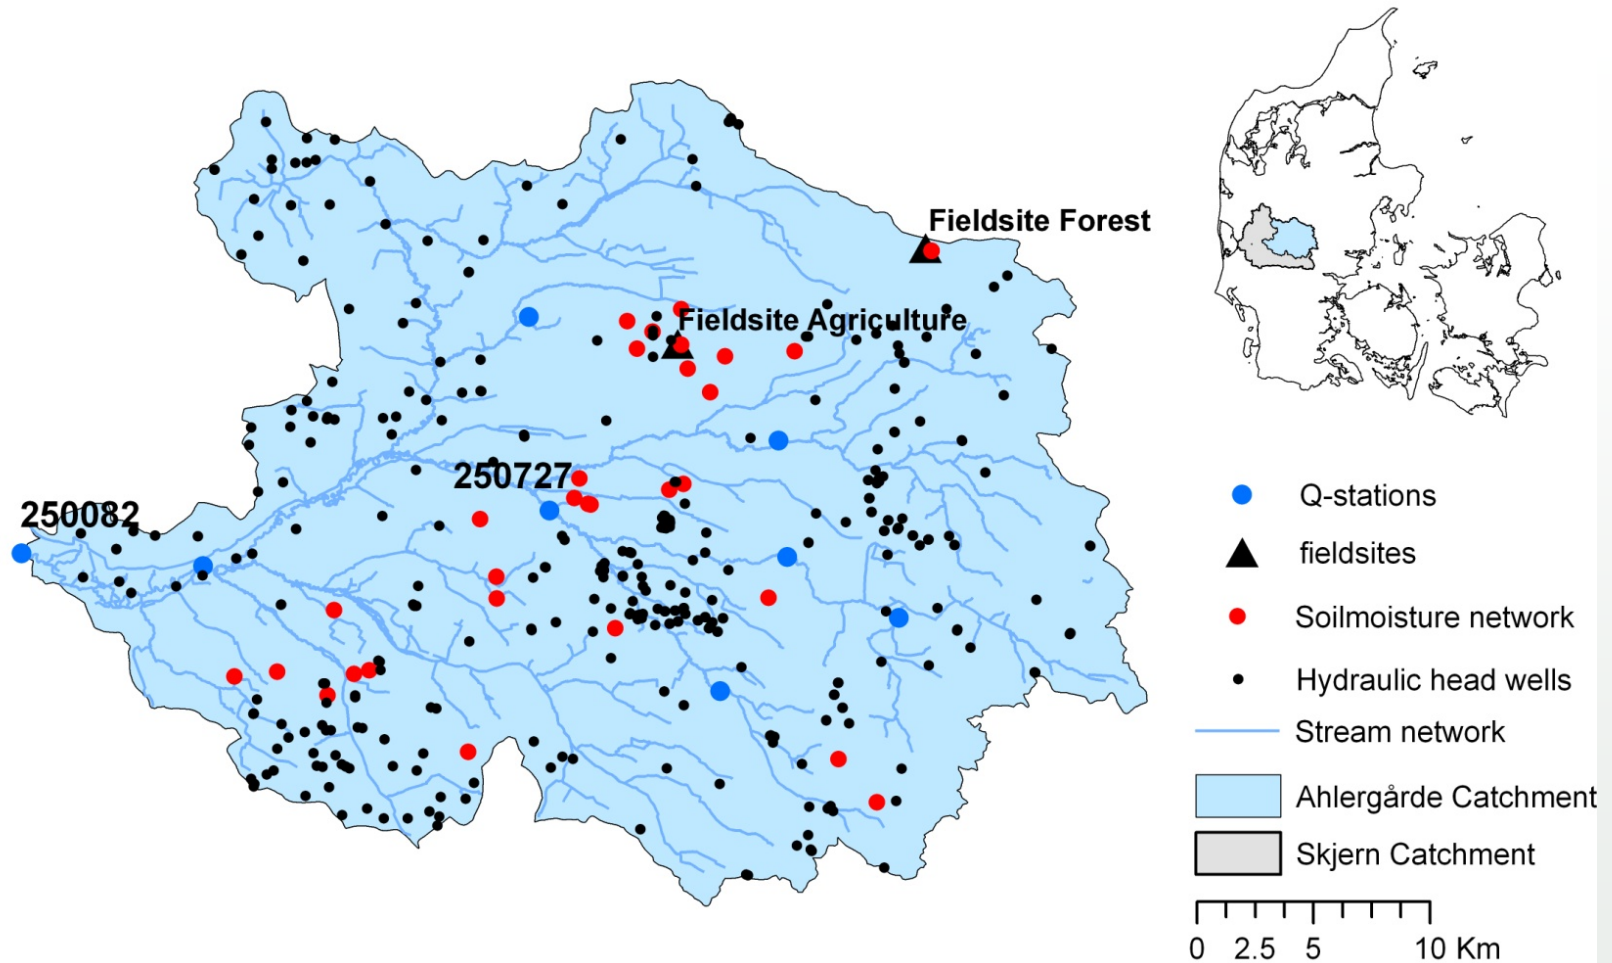 Fieldsite Forest
Fieldsite Agriculture
250727
250082
Q-stations
fieldsites
Soilmoisture network
Hydraulic head wells
Stream network
Ahlergårde Catchment
Skjern Catchment
0 2.5 5 10 Km